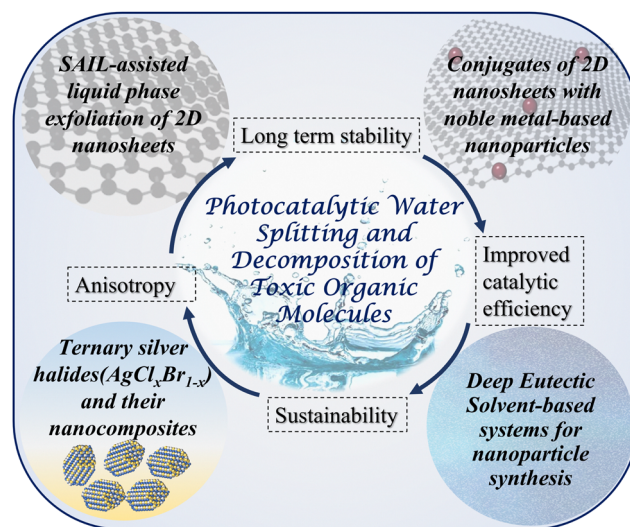 SAIL-assisted
liquid phase
exfoliation of 2D
nanosheets
Conjugates of 2D
nanosheets with
noble metal-based
nanoparticles
Long term stability
Photocatalytic Water
Splitting and
Decomposition of
Toxic Organic
Molecules
Anisotropy
Improved
catalytic
efficiency
Ternary silver
halides(AgClₓBr₁₋ₓ)
and their
nanocomposites
Sustainability
Deep Eutectic
Solvent-based
systems for
nanoparticle
synthesis